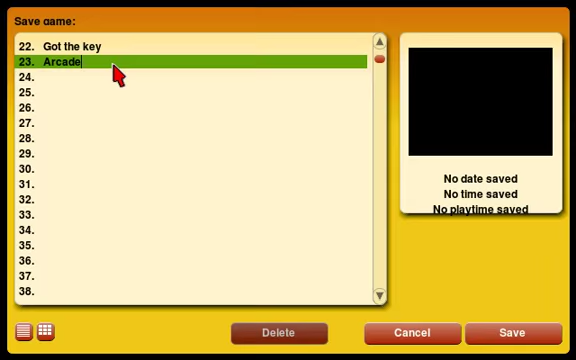 Save game:
22. Got the key
23. Arcade
24.
25.
26.
27.
28.
29.
30.
31.
32.
33.
34.
35.
36.
37.
38.
No date saved
No time saved
No playtime saved
Delete
Cancel
Save